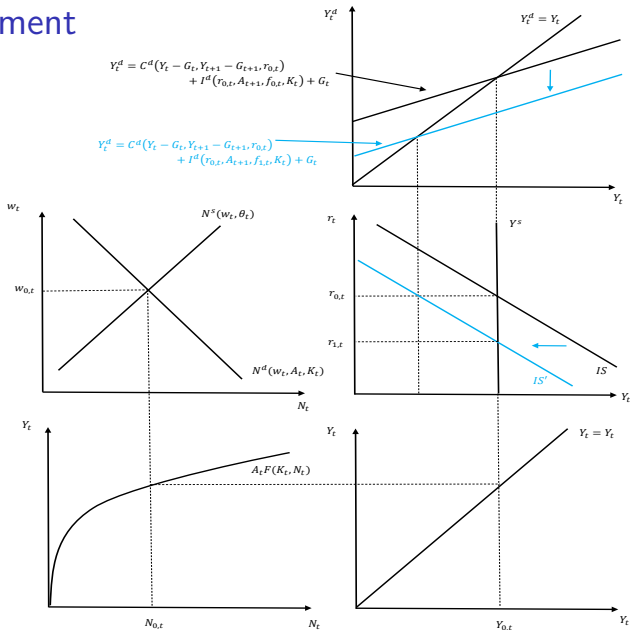 ment
Y_t^d
Y_t^d = Y_t
Y_t^d = C^d(Y_t − G_t, Y_{t+1} − G_{t+1}, r_{0,t})
+ I^d(r_{0,t}, A_{t+1}, f_{0,t}, K_t) + G_t
Y_t^d = C^d(Y_t − G_t, Y_{t+1} − G_{t+1}, r_{0,t})
+ I^d(r_{0,t}, A_{t+1}, f_{1,t}, K_t) + G_t
Y_t
w_t
N^s(w_t, θ_t)
w_{0,t}
N^d(w_t, A_t, K_t)
N_t
r_t
Y^s
r_{0,t}
r_{1,t}
IS
IS'
Y_t
Y_t
A_tF(K_t, N_t)
N_{0,t}
N_t
Y_t
Y_t = Y_t
Y_{0,t}
Y_t